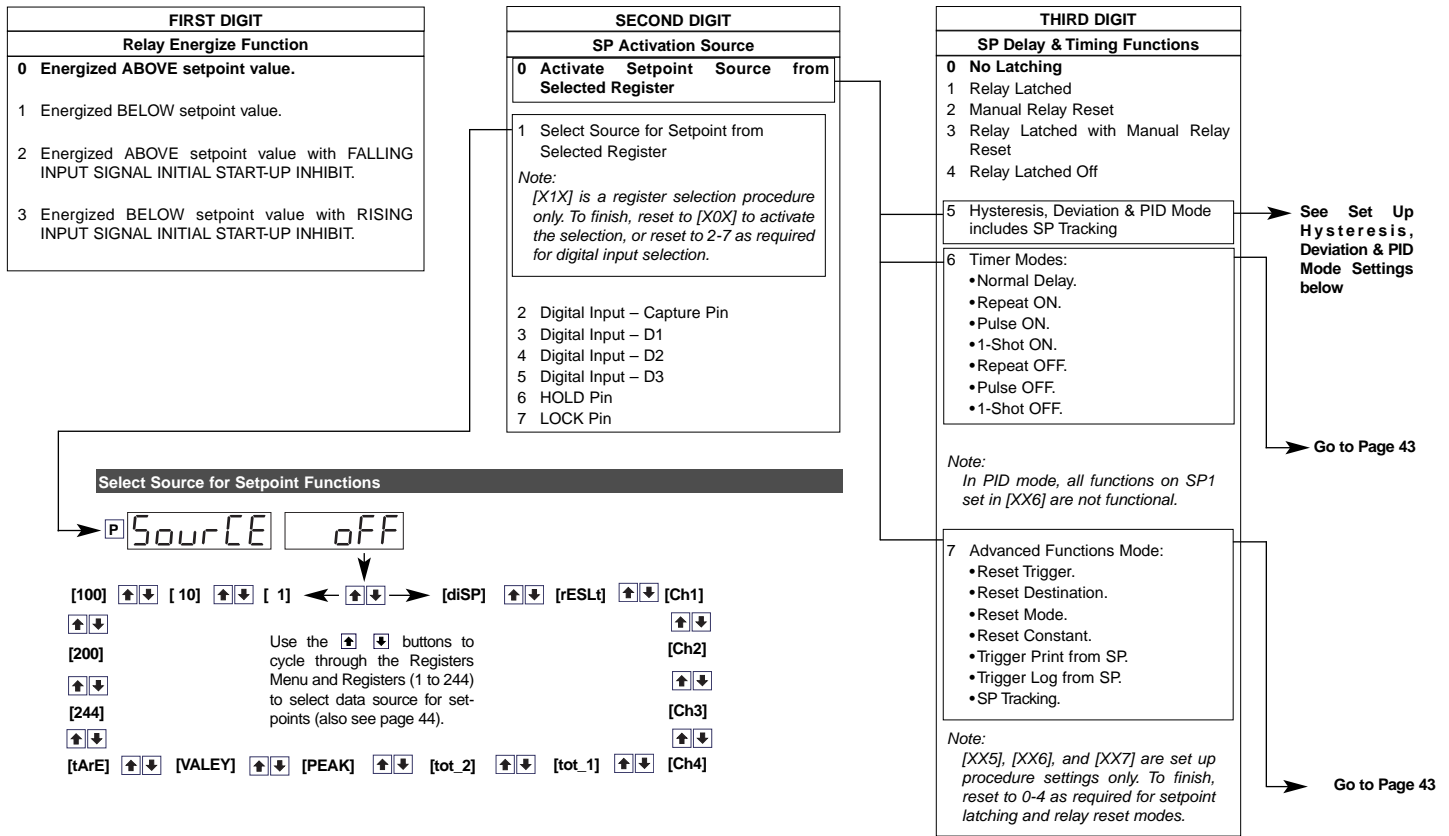 FIRST DIGIT
Relay Energize Function
0 Energized ABOVE setpoint value.
1 Energized BELOW setpoint value.
2 Energized ABOVE setpoint value with FALLING
INPUT SIGNAL INITIAL START-UP INHIBIT.
3 Energized BELOW setpoint value with RISING
INPUT SIGNAL INITIAL START-UP INHIBIT.
SECOND DIGIT
SP Activation Source
0 Activate Setpoint Source from
Selected Register
1 Select Source for Setpoint from
Selected Register
Note:
[X1X] is a register selection procedure
only. To finish, reset to [X0X] to activate
the selection, or reset to 2-7 as required
for digital input selection.
2 Digital Input – Capture Pin
3 Digital Input – D1
4 Digital Input – D2
5 Digital Input – D3
6 HOLD Pin
7 LOCK Pin
THIRD DIGIT
SP Delay & Timing Functions
0 No Latching
1 Relay Latched
2 Manual Relay Reset
3 Relay Latched with Manual Relay
Reset
4 Relay Latched Off
5 Hysteresis, Deviation & PID Mode
includes SP Tracking
See Set Up
Hysteresis,
Deviation & PID
Mode Settings
below
6 Timer Modes:
•Normal Delay.
•Repeat ON.
•Pulse ON.
•1-Shot ON.
•Repeat OFF.
•Pulse OFF.
•1-Shot OFF.
Go to Page 43
Note:
In PID mode, all functions on SP1
set in [XX6] are not functional.
7 Advanced Functions Mode:
•Reset Trigger.
•Reset Destination.
•Reset Mode.
•Reset Constant.
•Trigger Print from SP.
•Trigger Log from SP.
•SP Tracking.
Note:
[XX5], [XX6], and [XX7] are set up
procedure settings only. To finish,
reset to 0-4 as required for setpoint
latching and relay reset modes.
Go to Page 43
Select Source for Setpoint Functions
P SourCE oFF
[100] [ 10] [ 1] [diSP] [rESLt] [Ch1]
[200] [Ch2]
[244] [Ch3]
Use the buttons to
cycle through the Registers
Menu and Registers (1 to 244)
to select data source for set-
points (also see page 44).
[tArE] [VALEY] [PEAK] [tot_2] [tot_1] [Ch4]